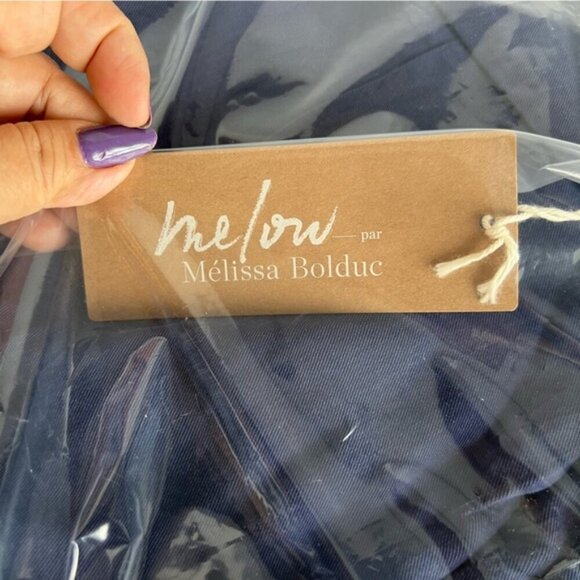 melow — par
Mélissa Bolduc